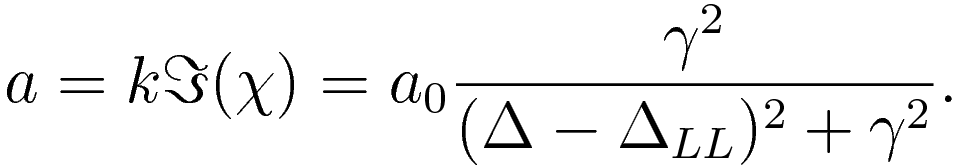 a = k\Im(\chi) = a_0 \frac{\gamma^2}{(\Delta - \Delta_{LL})^2 + \gamma^2}.